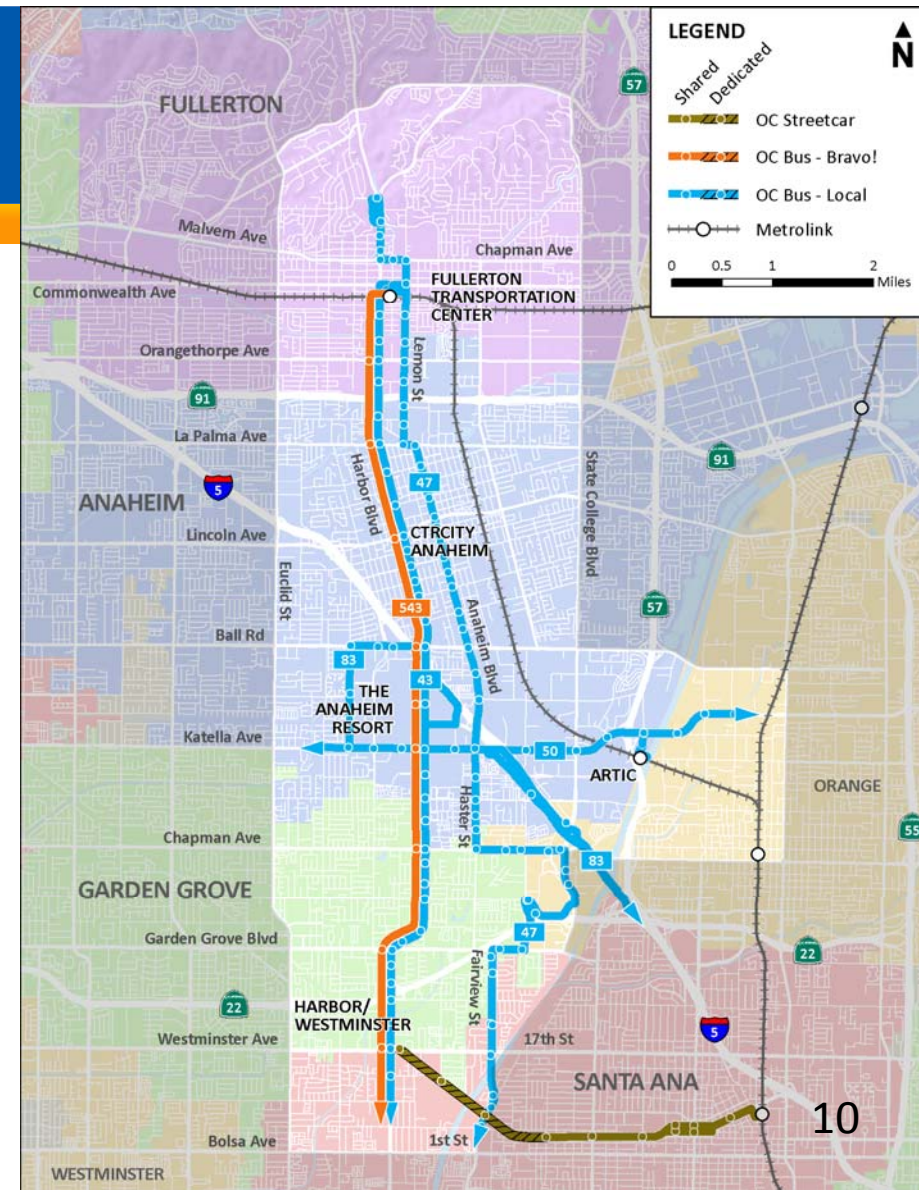 LEGEND
N
Shared
Dedicated
OC Streetcar
OC Bus - Bravo!
OC Bus - Local
Metrolink
0 0.5 1 2
Miles
57
FULLERTON
Malvern Ave
Chapman Ave
Commonwealth Ave
FULLERTON
TRANSPORTATION
CENTER
Orangethorpe Ave
Lemon St
91
La Palma Ave
Harbor Blvd
State College Blvd
91
5
47
ANAHEIM
Lincoln Ave
CTRCITY
ANAHEIM
Euclid St
Anaheim Blvd
57
543
Ball Rd
83
43
THE
ANAHEIM
RESORT
Katella Ave
50
ARTIC
ORANGE
Haster St
Chapman Ave
55
83
GARDEN GROVE
47
Garden Grove Blvd
22
Fairview St
22
HARBOR/
WESTMINSTER
5
Westminster Ave
17th St
SANTA ANA
10
Bolsa Ave
1st St
WESTMINSTER